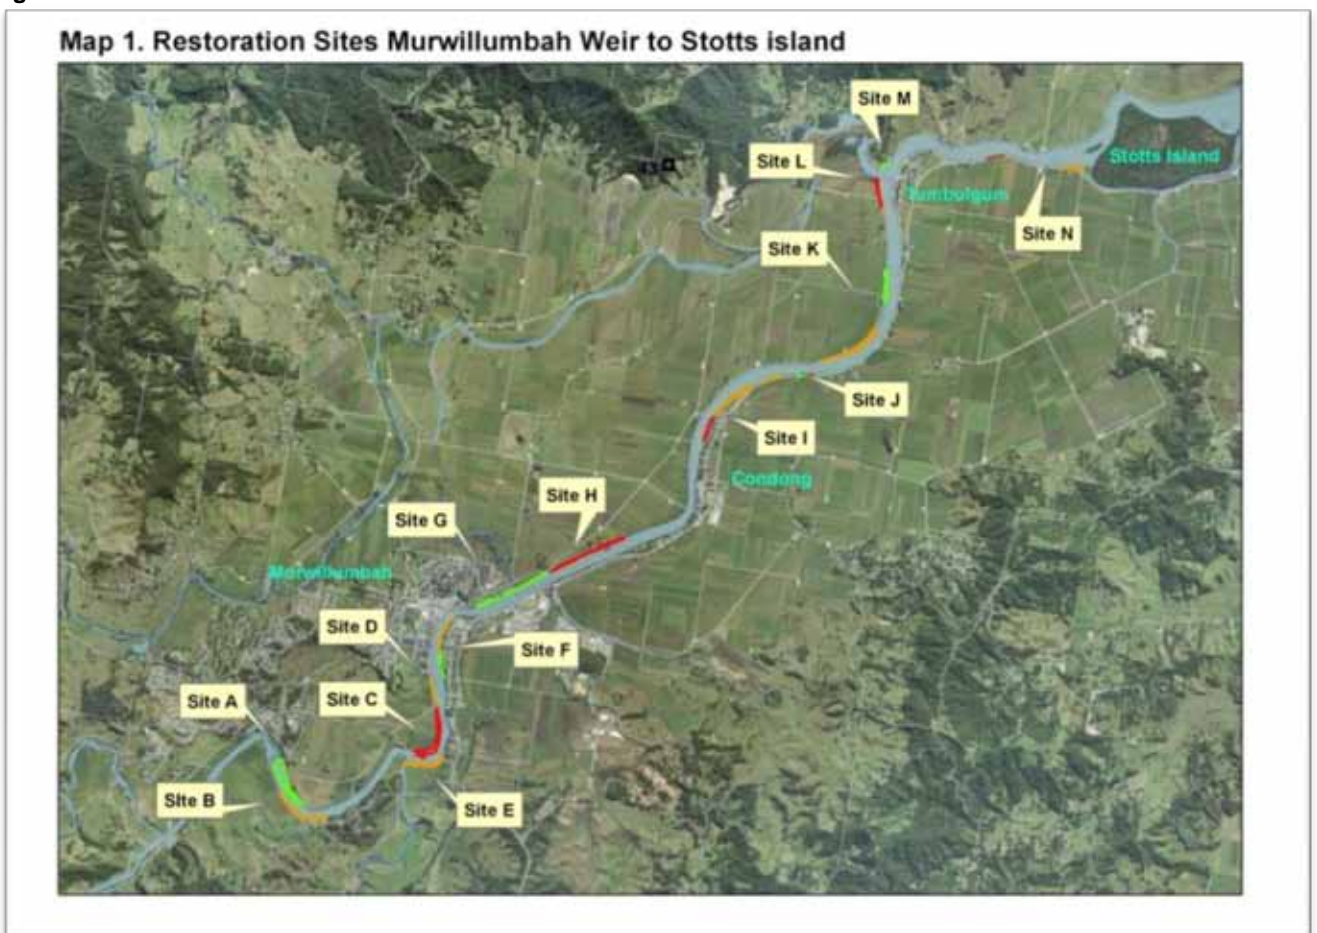 Map 1. Restoration Sites Murwillumbah Weir to Stotts island
Site M
Site L
Stotts Island
Tumbulgum
Site N
Site K
Site J
Site I
Condong
Site H
Site G
Murwillumbah
Site D
Site F
Site C
Site A
SIte B
Site E